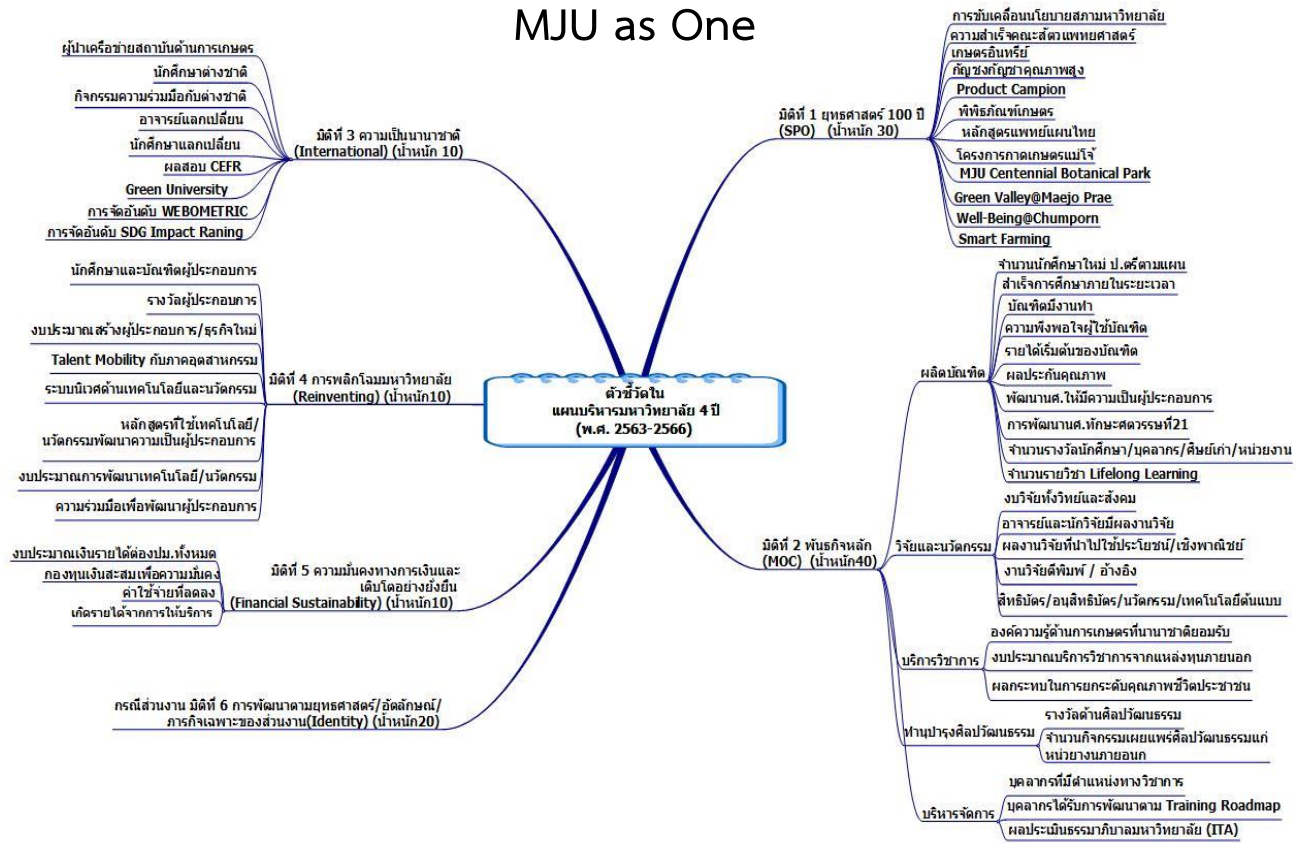 MJU as One
ตัวชี้วัดใน
แผนบริหารมหาวิทยาลัย 4 ปี
(พ.ศ. 2563-2566)
มิติที่ 1 ยุทธศาสตร์ 100 ปี
(SPO) (น้ำหนัก 30)
การขับเคลื่อนนโยบายสภามหาวิทยาลัย
ความสำเร็จคณะสัตวแพทยศาสตร์
เกษตรอินทรีย์
กัญชงกัญชาคุณภาพสูง
Product Campion
พิพิธภัณฑ์เกษตร
หลักสูตรแพทย์แผนไทย
โครงการกาดเกษตรแม่โจ้
MJU Centennial Botanical Park
Green Valley@Maejo Prae
Well-Being@Chumporn
Smart Farming
มิติที่ 2 พันธกิจหลัก
(MOC) (น้ำหนัก40)
ผลิตบัณฑิต
จำนวนนักศึกษาใหม่ ป.ตรีตามแผน
สำเร็จการศึกษาภายในระยะเวลา
บัณฑิตมีงานทำ
ความพึงพอใจผู้ใช้บัณฑิต
รายได้เริ่มต้นของบัณฑิต
ผลประกันคุณภาพ
พัฒนานศ.ให้มีความเป็นผู้ประกอบการ
การพัฒนานศ.ทักษะศตวรรษที่21
จำนวนรางวัลนักศึกษา/บุคลากร/ศิษย์เก่า/หน่วยงาน
จำนวนรายวิชา Lifelong Learning
วิจัยและนวัตกรรม
งบวิจัยทั้งวิทย์และสังคม
อาจารย์และนักวิจัยมีผลงานวิจัย
ผลงานวิจัยที่นำไปใช้ประโยชน์/เชิงพาณิชย์
งานวิจัยตีพิมพ์ / อ้างอิง
สิทธิบัตร/อนุสิทธิบัตร/นวัตกรรม/เทคโนโลยีต้นแบบ
บริการวิชาการ
องค์ความรู้ด้านการเกษตรที่นานาชาติยอมรับ
งบประมาณบริการวิชาการจากแหล่งทุนภายนอก
ผลกระทบในการยกระดับคุณภาพชีวิตประชาชน
ทำนุบำรุงศิลปวัฒนธรรม
รางวัลด้านศิลปวัฒนธรรม
จำนวนกิจกรรมเผยแพร่ศิลปวัฒนธรรมแก่
หน่วยางนภายอนก
บริหารจัดการ
บุคลากรที่มีตำแหน่งทางวิชาการ
บุคลากรได้รับการพัฒนาตาม Training Roadmap
ผลประเมินธรรมาภิบาลมหาวิทยาลัย (ITA)
มิติที่ 3 ความเป็นนานาชาติ
(International) (น้ำหนัก 10)
ผู้นำเครือข่ายสถาบันด้านการเกษตร
นักศึกษาต่างชาติ
กิจกรรมความร่วมมือกับต่างชาติ
อาจารย์แลกเปลี่ยน
นักศึกษาแลกเปลี่ยน
ผลสอบ CEFR
Green University
การจัดอันดับ WEBOMETRIC
การจัดอันดับ SDG Impact Raning
มิติที่ 4 การพลิกโฉมมหาวิทยาลัย
(Reinventing) (น้ำหนัก10)
นักศึกษาและบัณฑิตผู้ประกอบการ
รางวัลผู้ประกอบการ
งบประมาณสร้างผู้ประกอบการ/ธุรกิจใหม่
Talent Mobility กับภาคอุตสาหกรรม
ระบบนิเวศด้านเทคโนโลยีและนวัตกรรม
หลักสูตรที่ใช้เทคโนโลยี/
นวัตกรรมพัฒนาความเป็นผู้ประกอบการ
งบประมาณการพัฒนาเทคโนโลยี/นวัตกรรม
ความร่วมมือเพื่อพัฒนาผู้ประกอบการ
มิติที่ 5 ความมั่นคงทางการเงินและ
เติบโตอย่างยั่งยืน
(Financial Sustainability) (น้ำหนัก10)
งบประมาณเงินรายได้ต่องปม.ทั้งหมด
กองทุนเงินสะสมเพื่อความมั่นคง
ค่าใช้จ่ายที่ลดลง
เกิดรายได้จากการให้บริการ
กรณีส่วนงาน มิติที่ 6 การพัฒนาตามยุทธศาสตร์/อัตลักษณ์/
ภารกิจเฉพาะของส่วนงาน(Identity) (น้ำหนัก20)